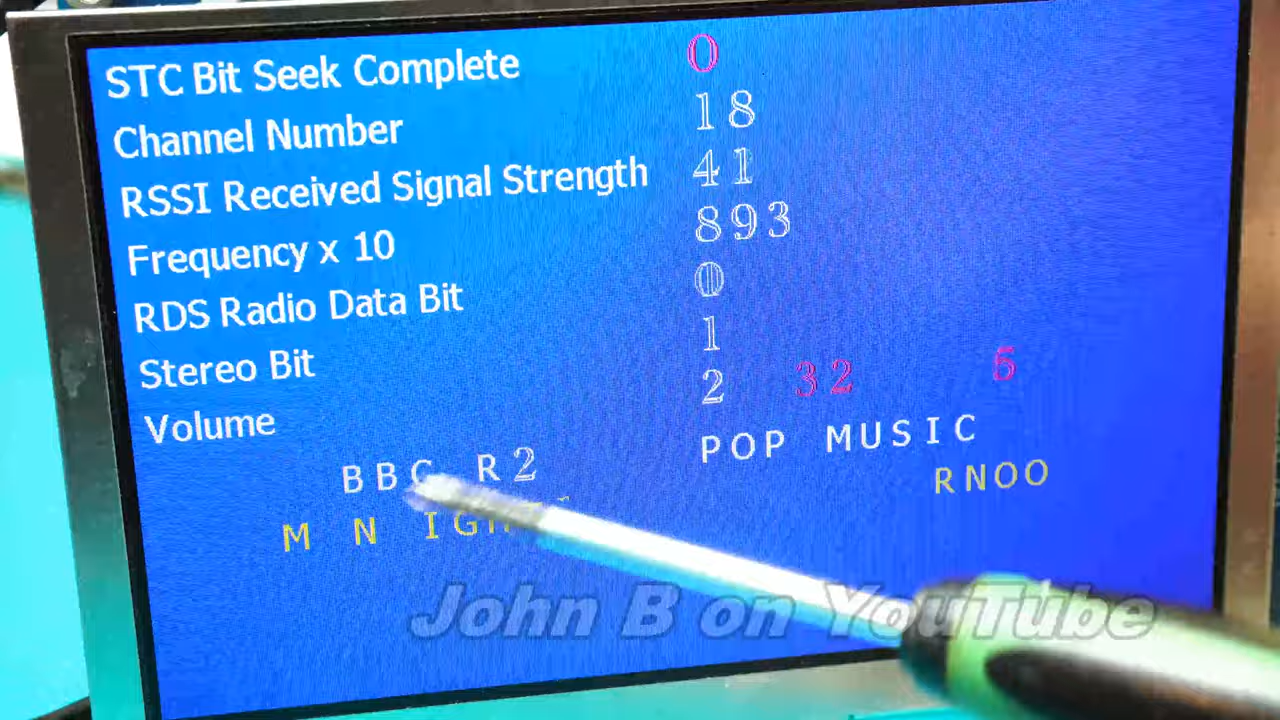 STC Bit Seek Complete 0
Channel Number 18
RSSI Received Signal Strength 41
Frequency x 10 893
RDS Radio Data Bit 0
Stereo Bit 1
Volume 2 32 5
BBC R2 POP MUSIC
M N RNOO
John B on YouTube